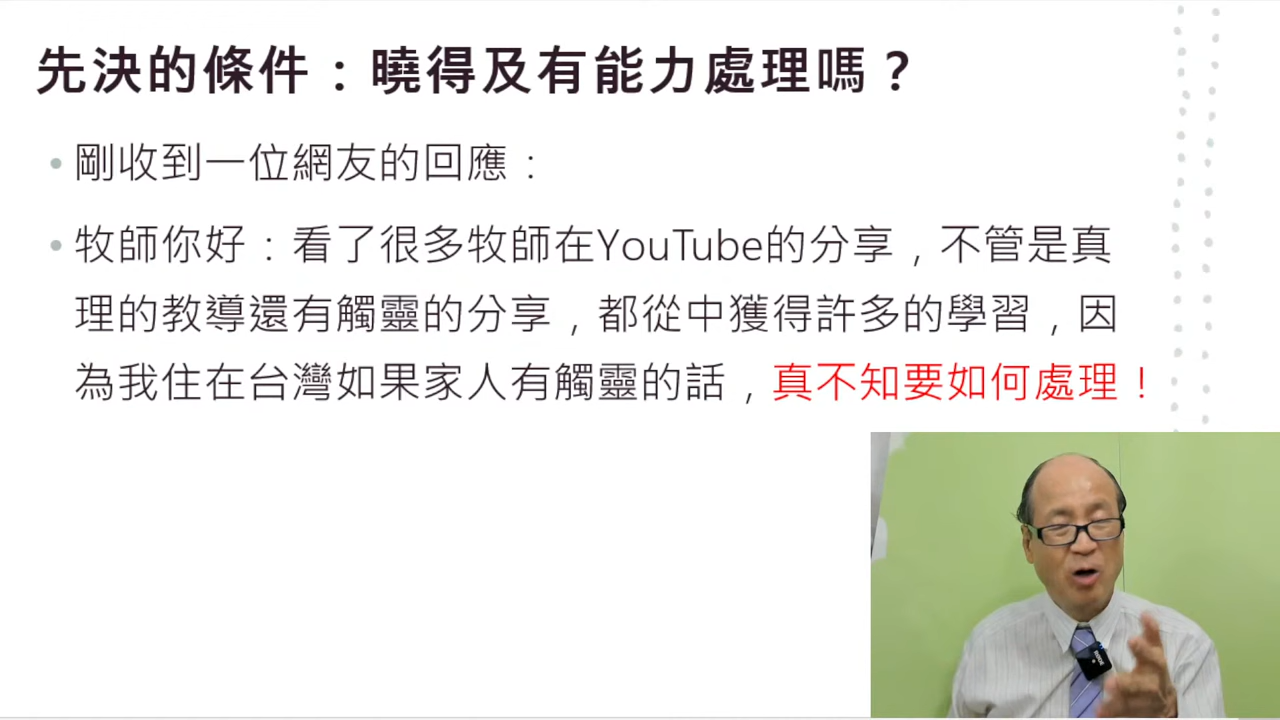 先決的條件：曉得及有能力處理嗎？
剛收到一位網友的回應：
牧師你好：看了很多牧師在YouTube的分享，不管是真
理的教導還有觸靈的分享，都從中獲得許多的學習，因
為我住在台灣如果家人有觸靈的話，真不知要如何處理！